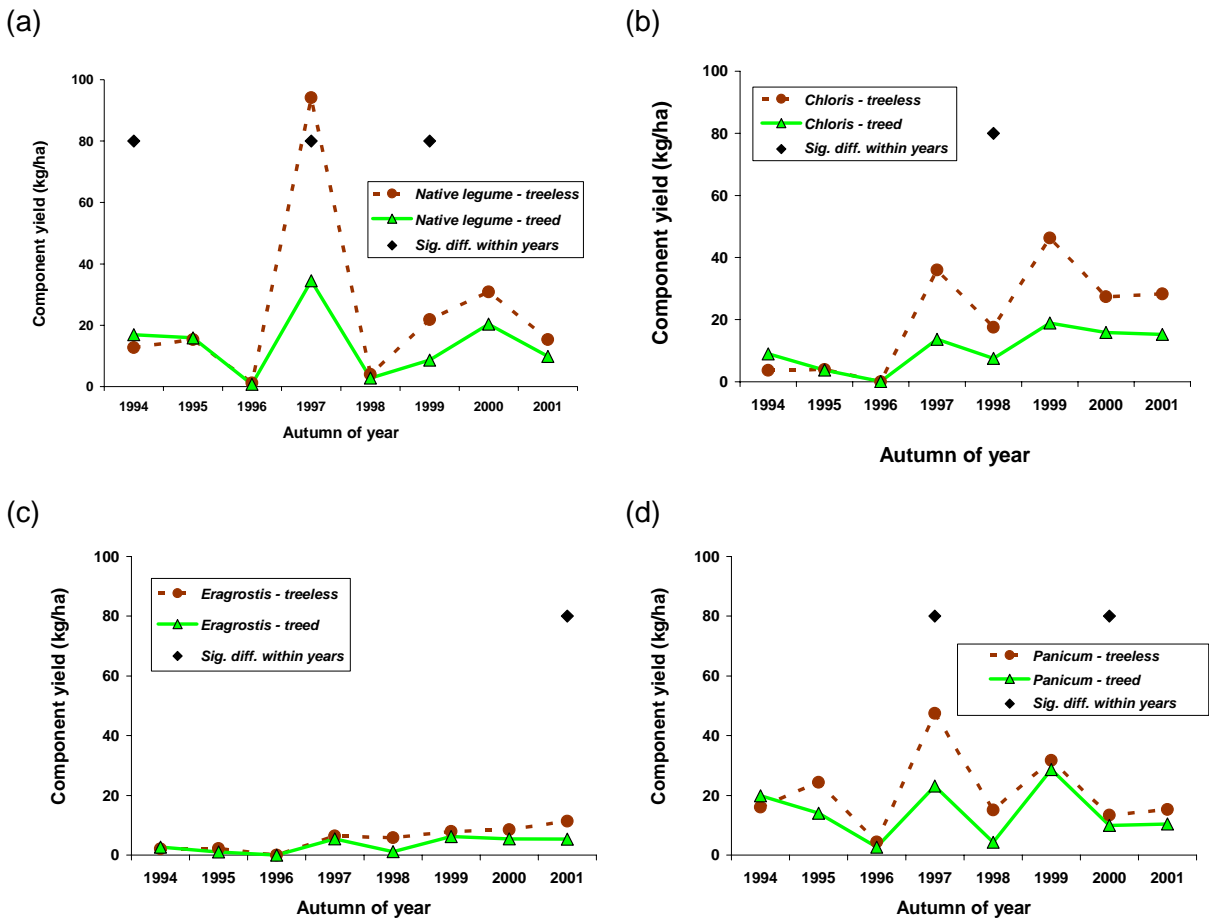 (a)
100
80
60
40
20
0
Component yield (kg/ha)
Native legume - treeless
Native legume - treed
Sig. diff. within years
1994 1995 1996 1997 1998 1999 2000 2001
Autumn of year
(b)
100
80
60
40
20
0
Component yield (kg/ha)
Chloris - treeless
Chloris - treed
Sig. diff. within years
1994 1995 1996 1997 1998 1999 2000 2001
Autumn of year
(c)
100
80
60
40
20
0
Component yield (kg/ha)
Eragrostis - treeless
Eragrostis - treed
Sig. diff. within years
1994 1995 1996 1997 1998 1999 2000 2001
Autumn of year
(d)
100
80
60
40
20
0
Component yield (kg/ha)
Panicum - treeless
Panicum - treed
Sig. diff. within years
1994 1995 1996 1997 1998 1999 2000 2001
Autumn of year